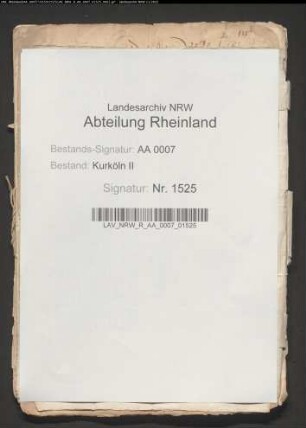 Landesarchiv NRW
Abteilung Rheinland
Bestands-Signatur: AA 0007
Bestand: Kurköln II
Signatur: Nr. 1525
LAV_NRW_R_AA_0007_01525